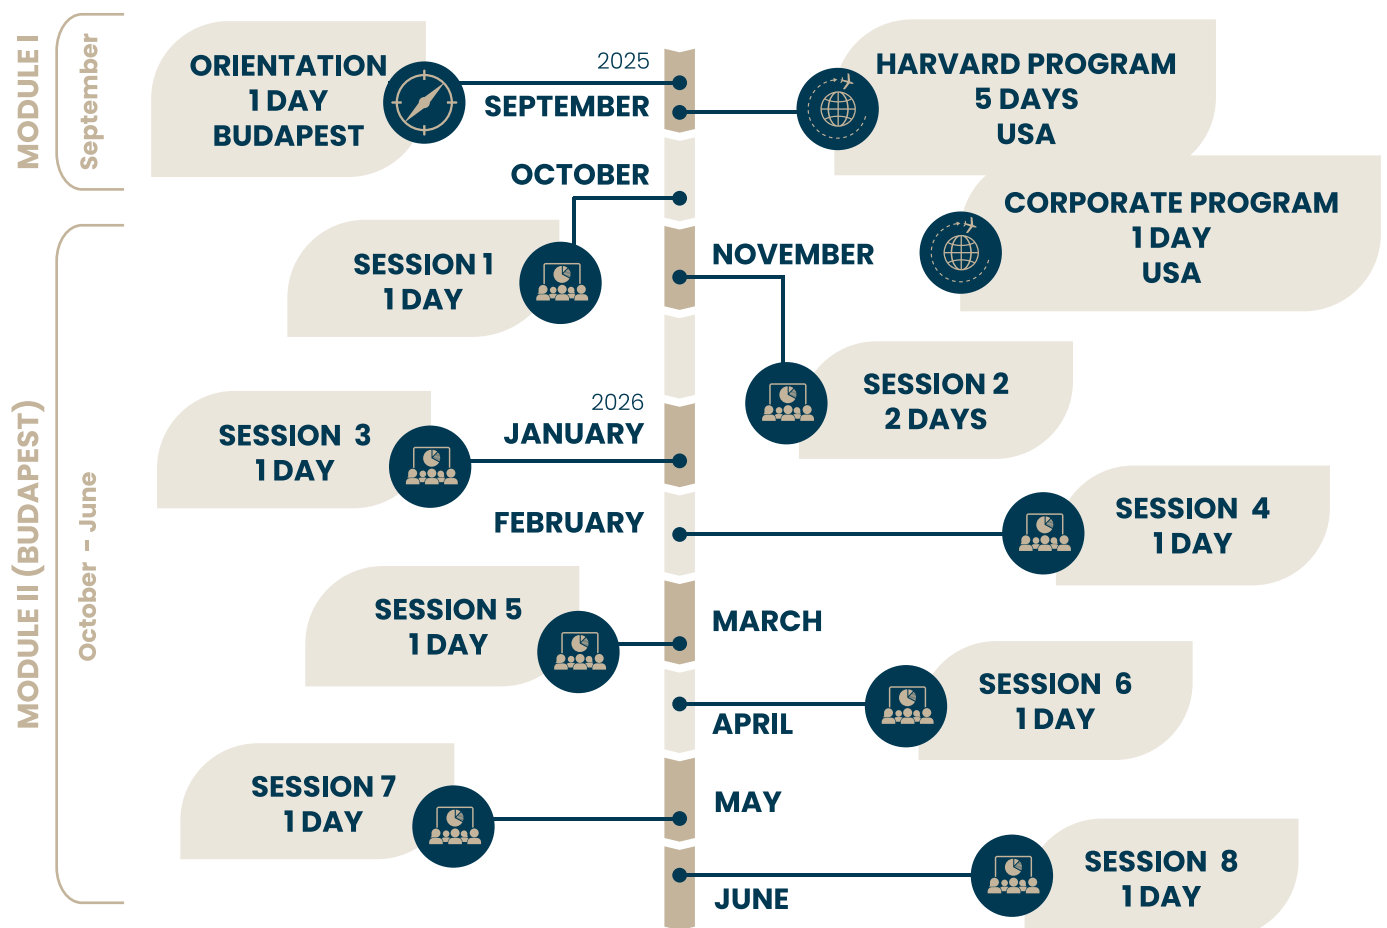 MODULE I
September
ORIENTATION
1 DAY
BUDAPEST
2025
SEPTEMBER
HARVARD PROGRAM
5 DAYS
USA
CORPORATE PROGRAM
1 DAY
USA
OCTOBER
SESSION 1
1 DAY
NOVEMBER
SESSION 2
2 DAYS
MODULE II (BUDAPEST)
October - June
2026
JANUARY
SESSION 3
1 DAY
FEBRUARY
SESSION 4
1 DAY
MARCH
SESSION 5
1 DAY
APRIL
SESSION 6
1 DAY
MAY
SESSION 7
1 DAY
JUNE
SESSION 8
1 DAY